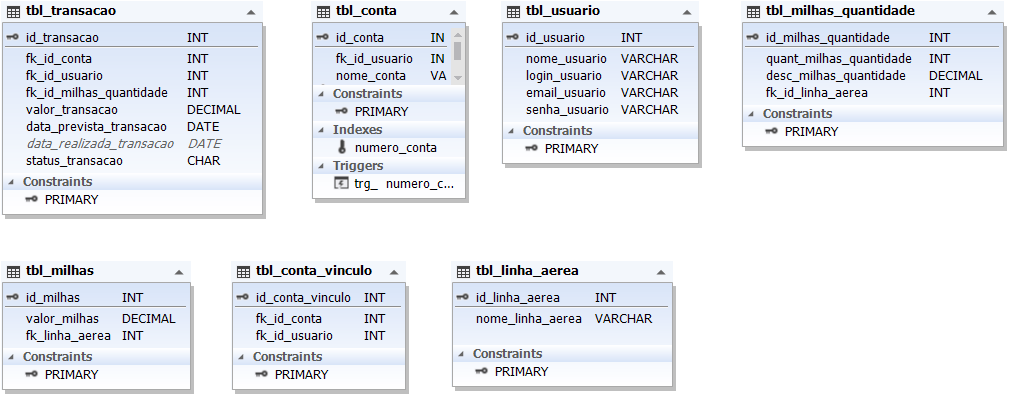 tbl_transacao
id_transacao INT
fk_id_conta INT
fk_id_usuario INT
fk_id_milhas_quantidade INT
valor_transacao DECIMAL
data_prevista_transacao DATE
data_realizada_transacao DATE
status_transacao CHAR
Constraints
PRIMARY
tbl_conta
id_conta IN
fk_id_usuario IN
nome_conta VA
Constraints
PRIMARY
Indexes
numero_conta
Triggers
trg_ numero_c...
tbl_usuario
id_usuario INT
nome_usuario VARCHAR
login_usuario VARCHAR
email_usuario VARCHAR
senha_usuario VARCHAR
Constraints
PRIMARY
tbl_milhas_quantidade
id_milhas_quantidade INT
quant_milhas_quantidade INT
desc_milhas_quantidade DECIMAL
fk_id_linha_aerea INT
Constraints
PRIMARY
tbl_milhas
id_milhas INT
valor_milhas DECIMAL
fk_linha_aerea INT
Constraints
PRIMARY
tbl_conta_vinculo
id_conta_vinculo INT
fk_id_conta INT
fk_id_usuario INT
Constraints
PRIMARY
tbl_linha_aerea
id_linha_aerea INT
nome_linha_aerea VARCHAR
Constraints
PRIMARY